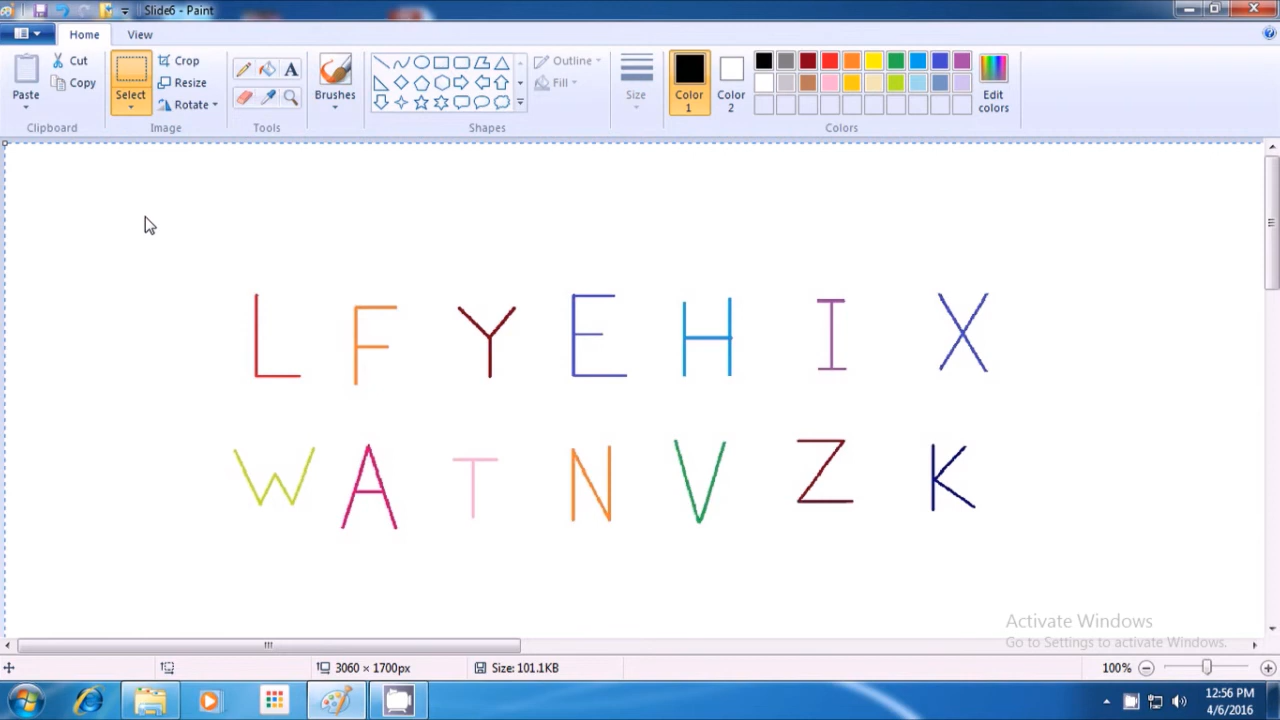 Slide6 - Paint
Home View
Paste
Cut
Copy
Clipboard
Select
Crop
Resize
Rotate
Image
A
Tools
Brushes
Outline
Fill
Shapes
Size
Color 1
Color 2
Edit colors
Colors
L F Y E H I X
W A T N V Z K
Activate Windows
Go to Settings to activate Windows.
3060 × 1700px
Size: 101.1KB
100%
12:56 PM
4/6/2016